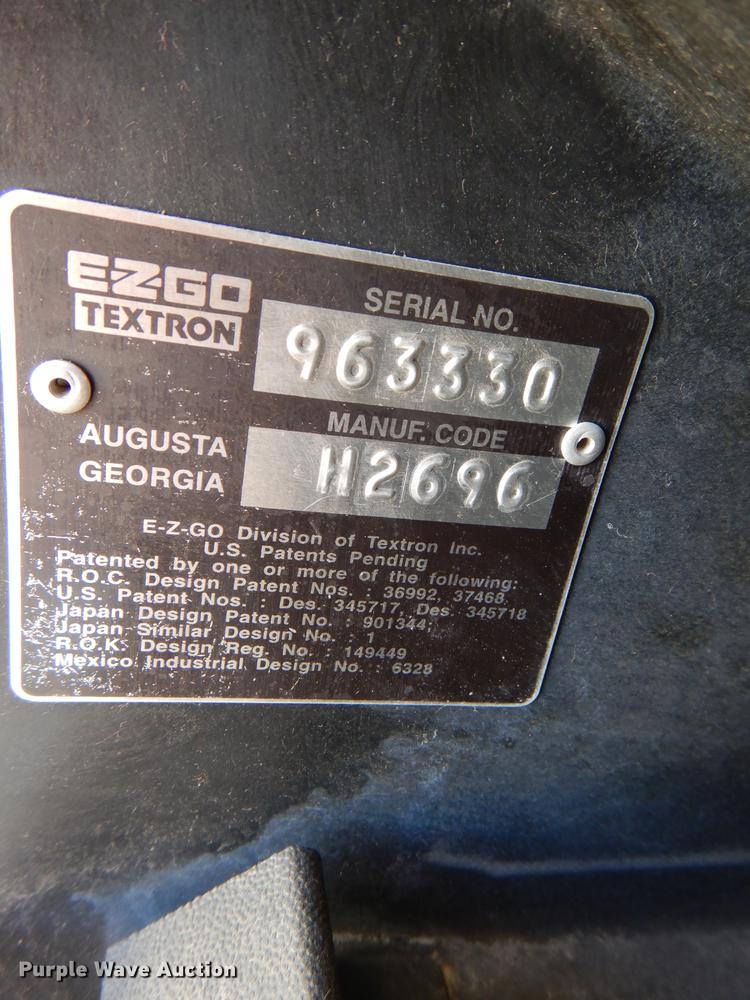 E-Z-GO
TEXTRON
SERIAL NO.
963330
AUGUSTA
GEORGIA
MANUF. CODE
H2696
E-Z-GO Division of Textron Inc.
U.S. Patents Pending
Patented by one or more of the following:
R.O.C. Design Patent Nos. : 36992, 37468,
U.S. Patent Nos. : Des. 345717, Des. 345718
Japan Design Patent No. : 901344;
Japan Similar Design No. : 1
R.O.K. Design Reg. No. : 149449
Mexico Industrial Design No. : 6328
Purple Wave Auction